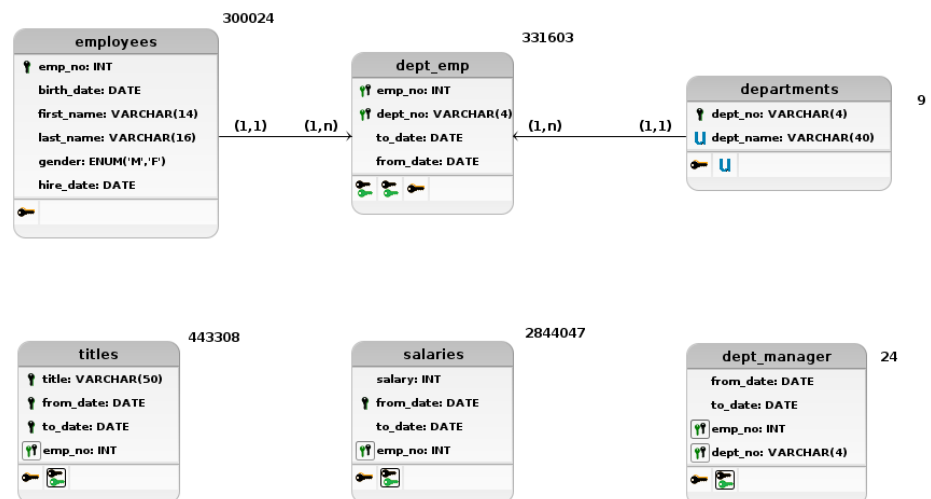 300024
employees
emp_no: INT
birth_date: DATE
first_name: VARCHAR(14)
last_name: VARCHAR(16)
gender: ENUM('M','F')
hire_date: DATE
(1,1)
(1,n)
331603
dept_emp
emp_no: INT
dept_no: VARCHAR(4)
to_date: DATE
from_date: DATE
(1,n)
(1,1)
departments
dept_no: VARCHAR(4)
U dept_name: VARCHAR(40)
U
9
443308
titles
title: VARCHAR(50)
from_date: DATE
to_date: DATE
emp_no: INT
2844047
salaries
salary: INT
from_date: DATE
to_date: DATE
emp_no: INT
24
dept_manager
from_date: DATE
to_date: DATE
emp_no: INT
dept_no: VARCHAR(4)